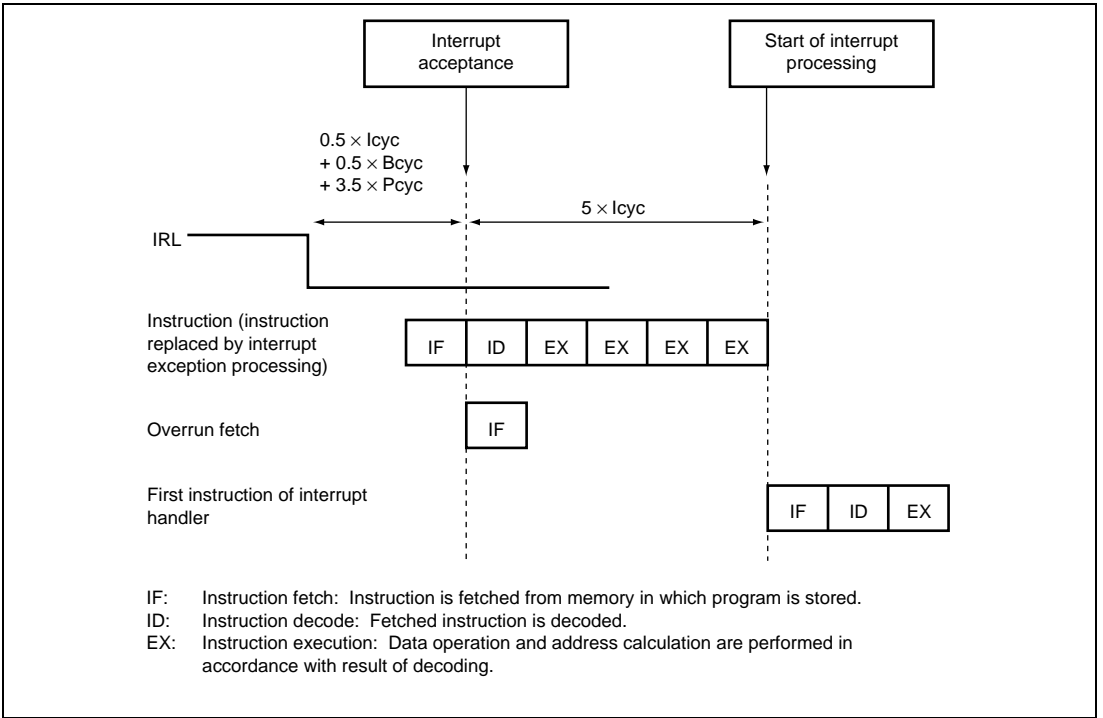 Interrupt
acceptance
Start of interrupt
processing
0.5 × Icyc
+ 0.5 × Bcyc
+ 3.5 × Pcyc
5 × Icyc
IRL
Instruction (instruction
replaced by interrupt
exception processing)
IF ID EX EX EX EX
Overrun fetch
IF
First instruction of interrupt
handler
IF ID EX
IF: Instruction fetch: Instruction is fetched from memory in which program is stored.
ID: Instruction decode: Fetched instruction is decoded.
EX: Instruction execution: Data operation and address calculation are performed in
accordance with result of decoding.